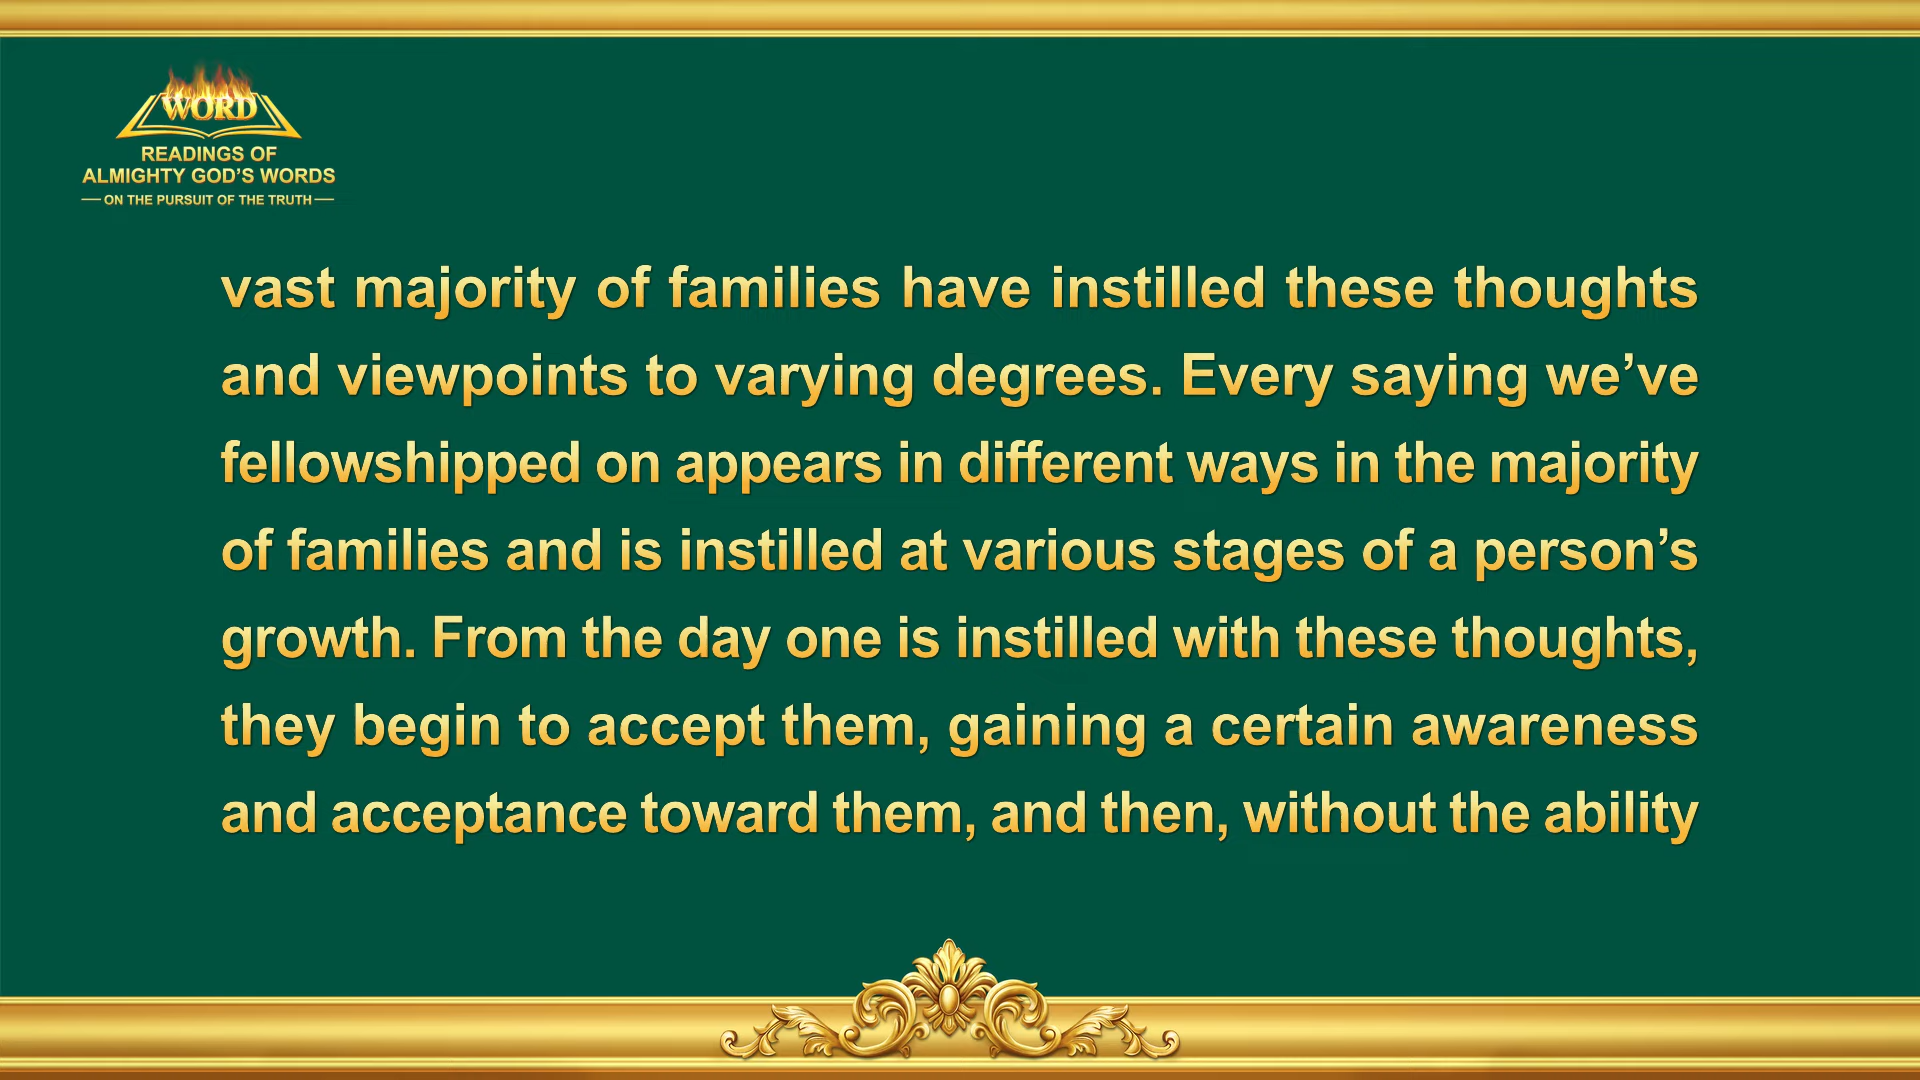 WORD
READINGS OF
ALMIGHTY GOD'S WORDS
— ON THE PURSUIT OF THE TRUTH —
vast majority of families have instilled these thoughts
and viewpoints to varying degrees. Every saying we’ve
fellowshipped on appears in different ways in the majority
of families and is instilled at various stages of a person’s
growth. From the day one is instilled with these thoughts,
they begin to accept them, gaining a certain awareness
and acceptance toward them, and then, without the ability